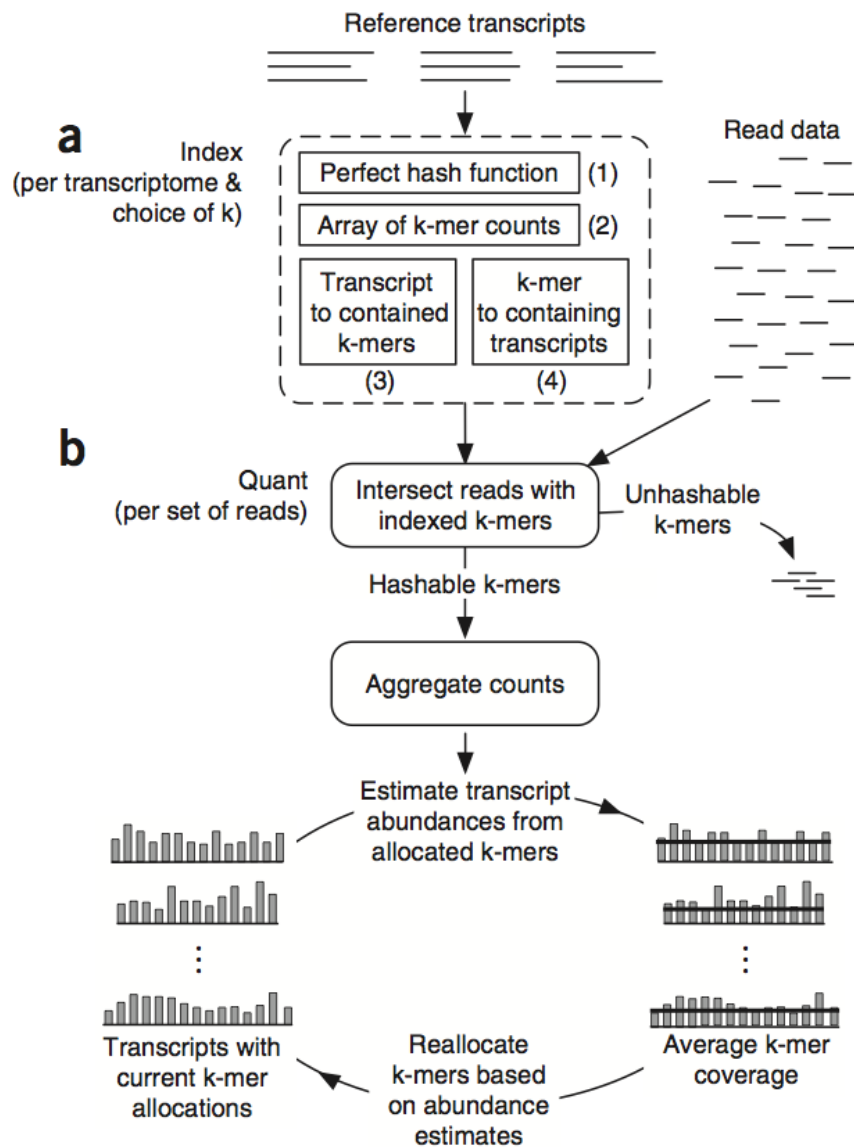 Reference transcripts
a
Index
(per transcriptome &
choice of k)
Read data
Perfect hash function
(1)
Array of k-mer counts
(2)
Transcript
to contained
k-mers
k-mer
to containing
transcripts
(3)
(4)
b
Quant
(per set of reads)
Intersect reads with
indexed k-mers
Unhashable
k-mers
Hashable k-mers
Aggregate counts
Estimate transcript
abundances from
allocated k-mers
Transcripts with
current k-mer
allocations
Reallocate
k-mers based
on abundance
estimates
Average k-mer
coverage